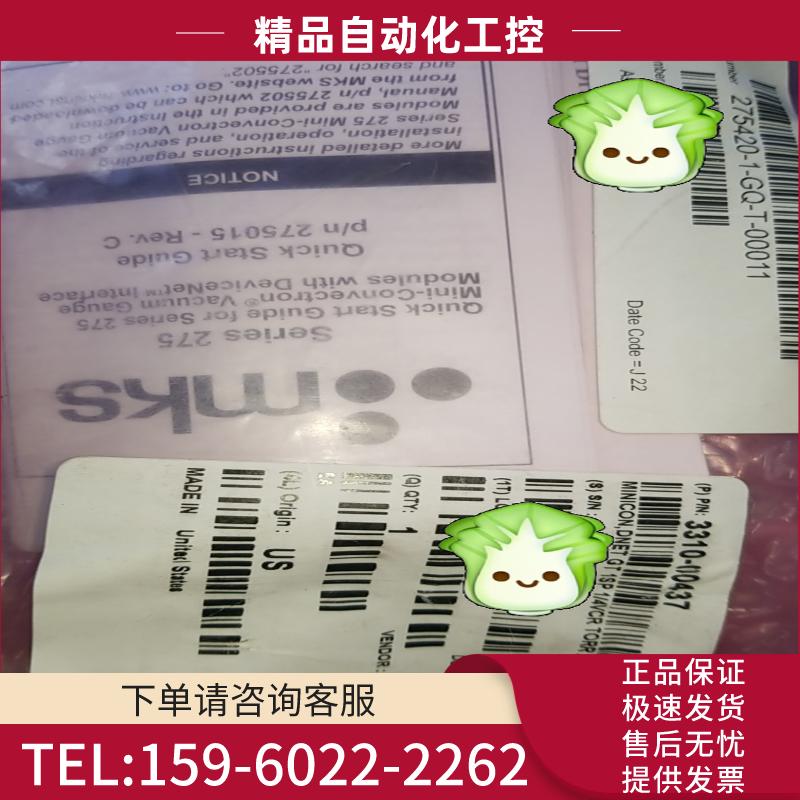 精品自动化工控
and search for "275502".
from the MKS website. Go to: www.mksinst.com
Manual, p/n 275502 which can be downloaded
Modules are provided in the Instruction
Series 275 Mini-Convectron Vacuum Gauge
installation, operation, and service of the
More detailed instructions regarding
NOTICE
p/n 275015 - Rev. C
Quick Start Guide
Modules with DeviceNet™ Interface
Mini-Convectron® Vacuum Gauge
Quick Start Guide for Series 275
Series 275
mks
275420-1-GQ-T-00011
Date Code = J 22
(P) P/N: 3310-00437
MINICON,DNET
(S) S/N:
(1T)
(Q) QTY: 1
VENDOR:
Origin: US
MADE IN United States
下单请咨询客服
TEL:159-6022-2262
正品保证
极速发货
售后无忧
提供发票